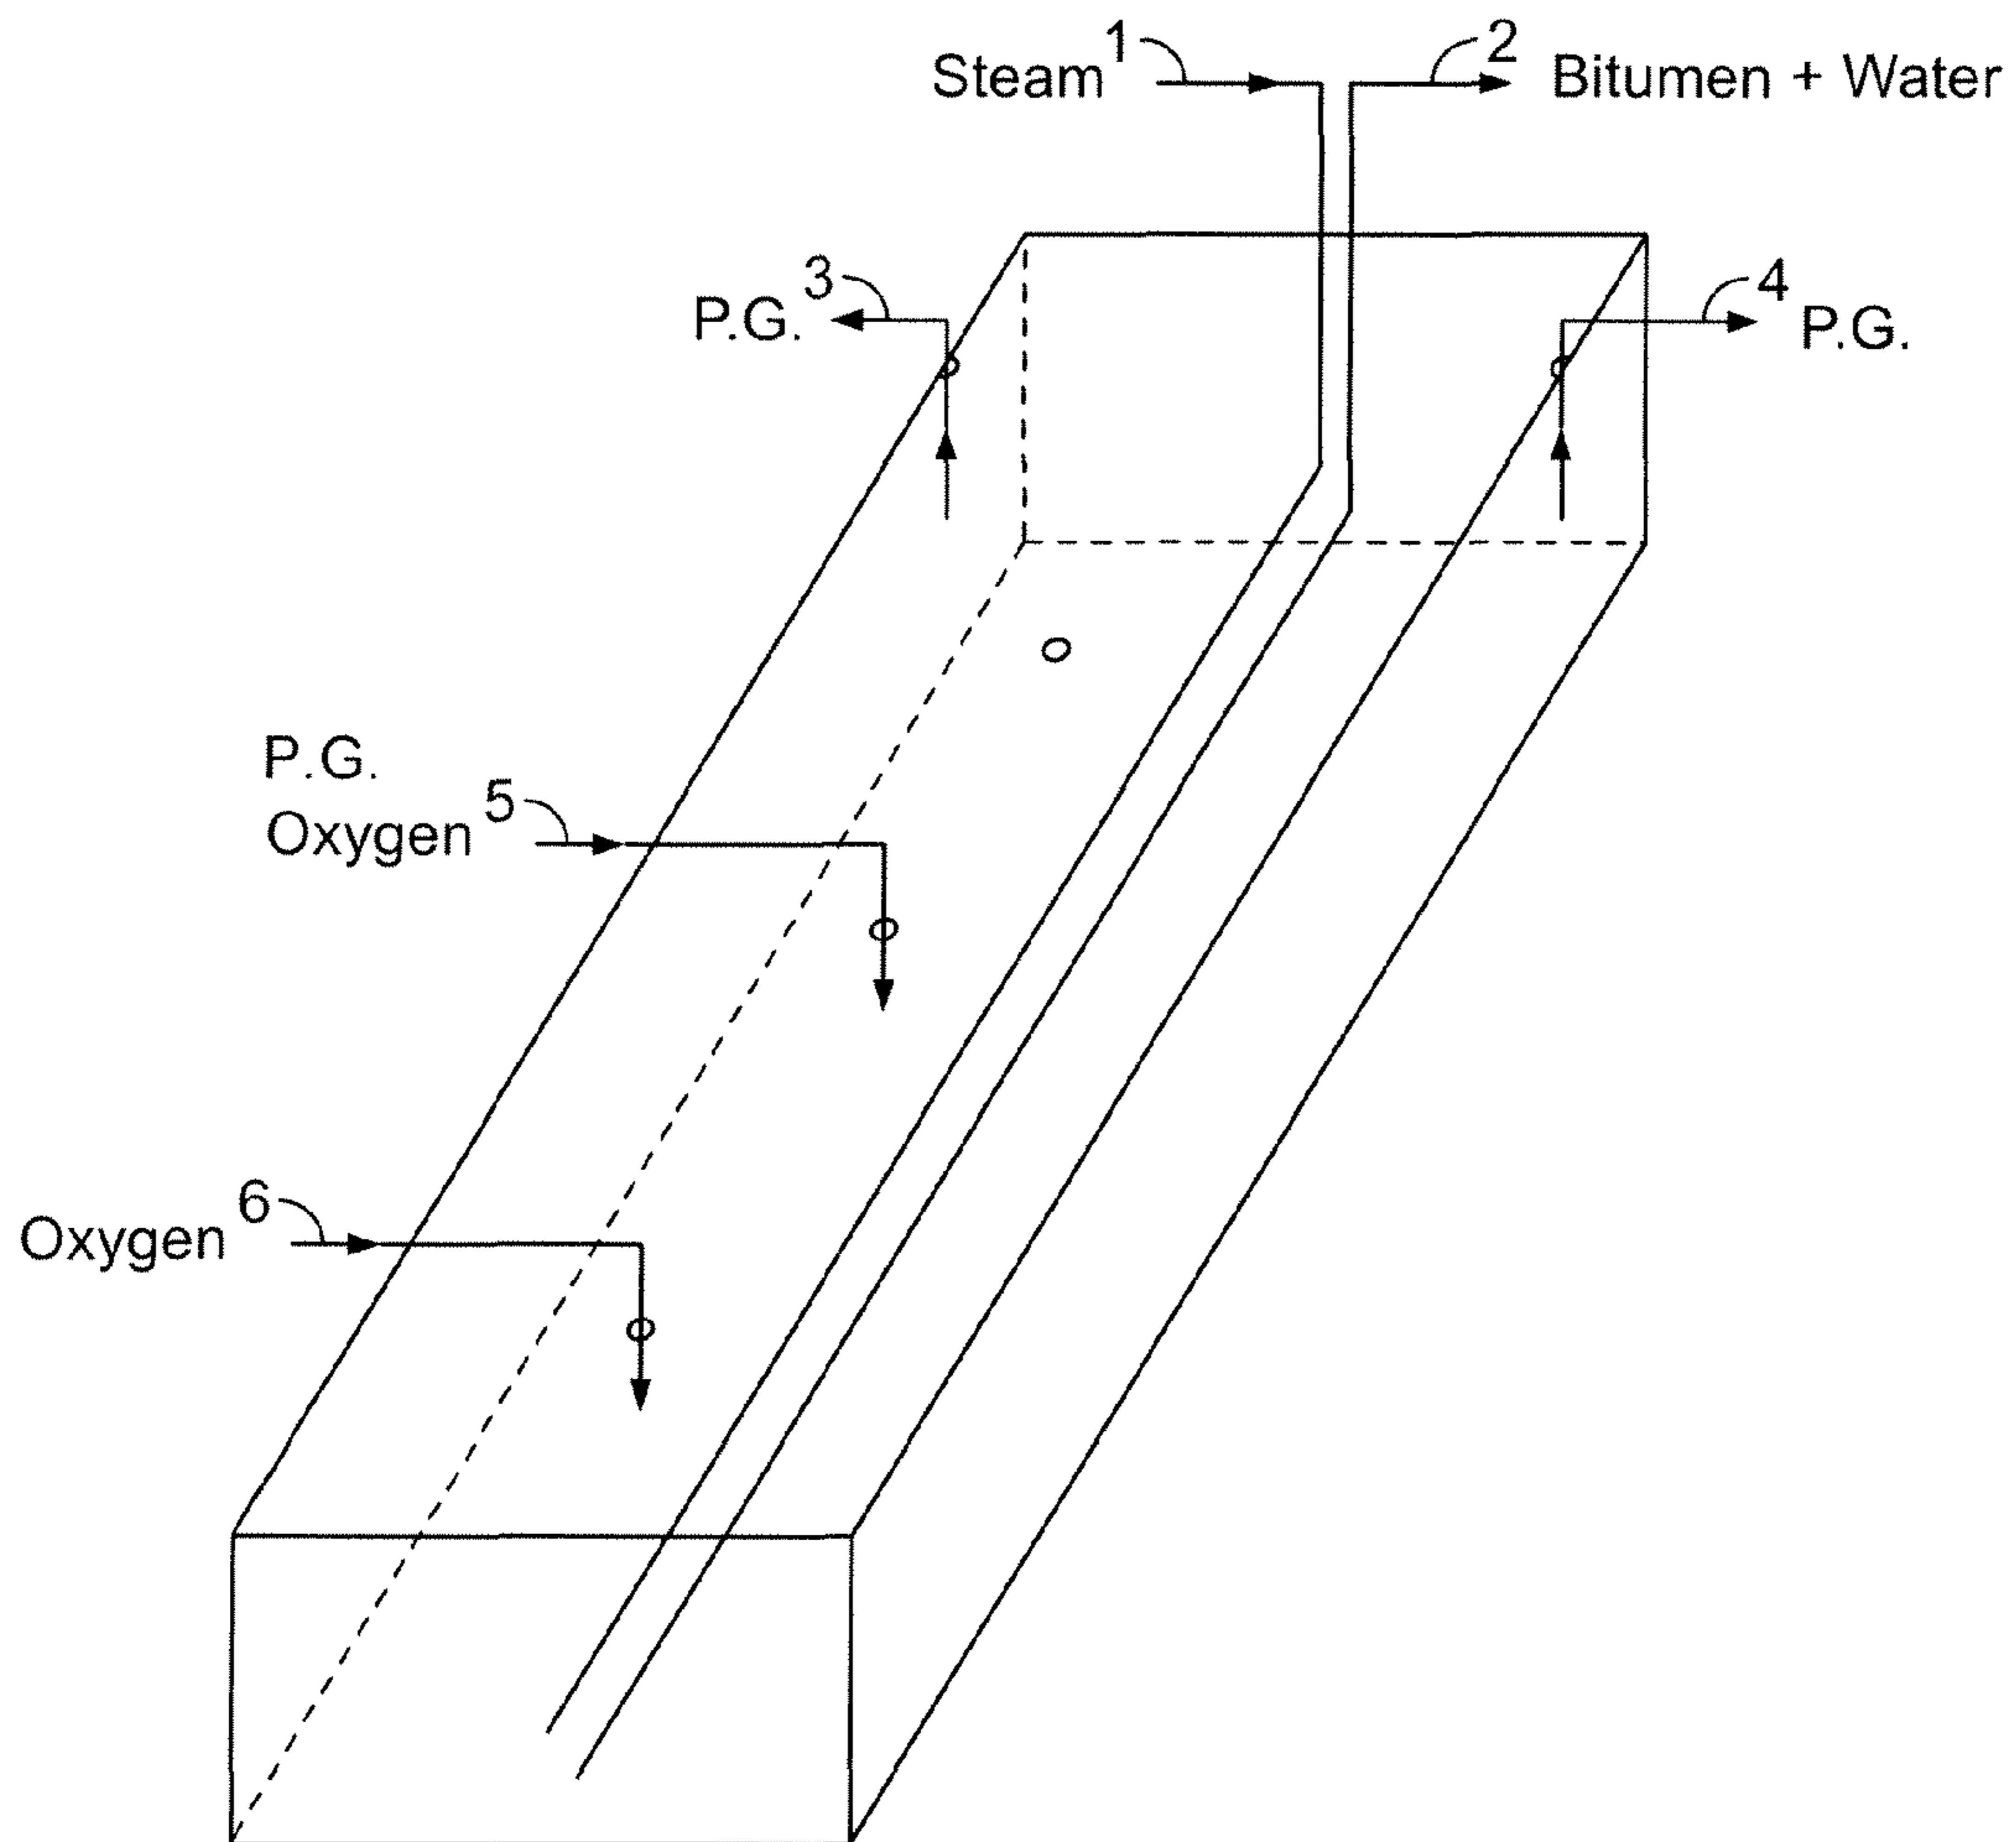 Steam 1
2 Bitumen + Water
P.G. 3
4 P.G.
P.G.
Oxygen 5
Oxygen 6